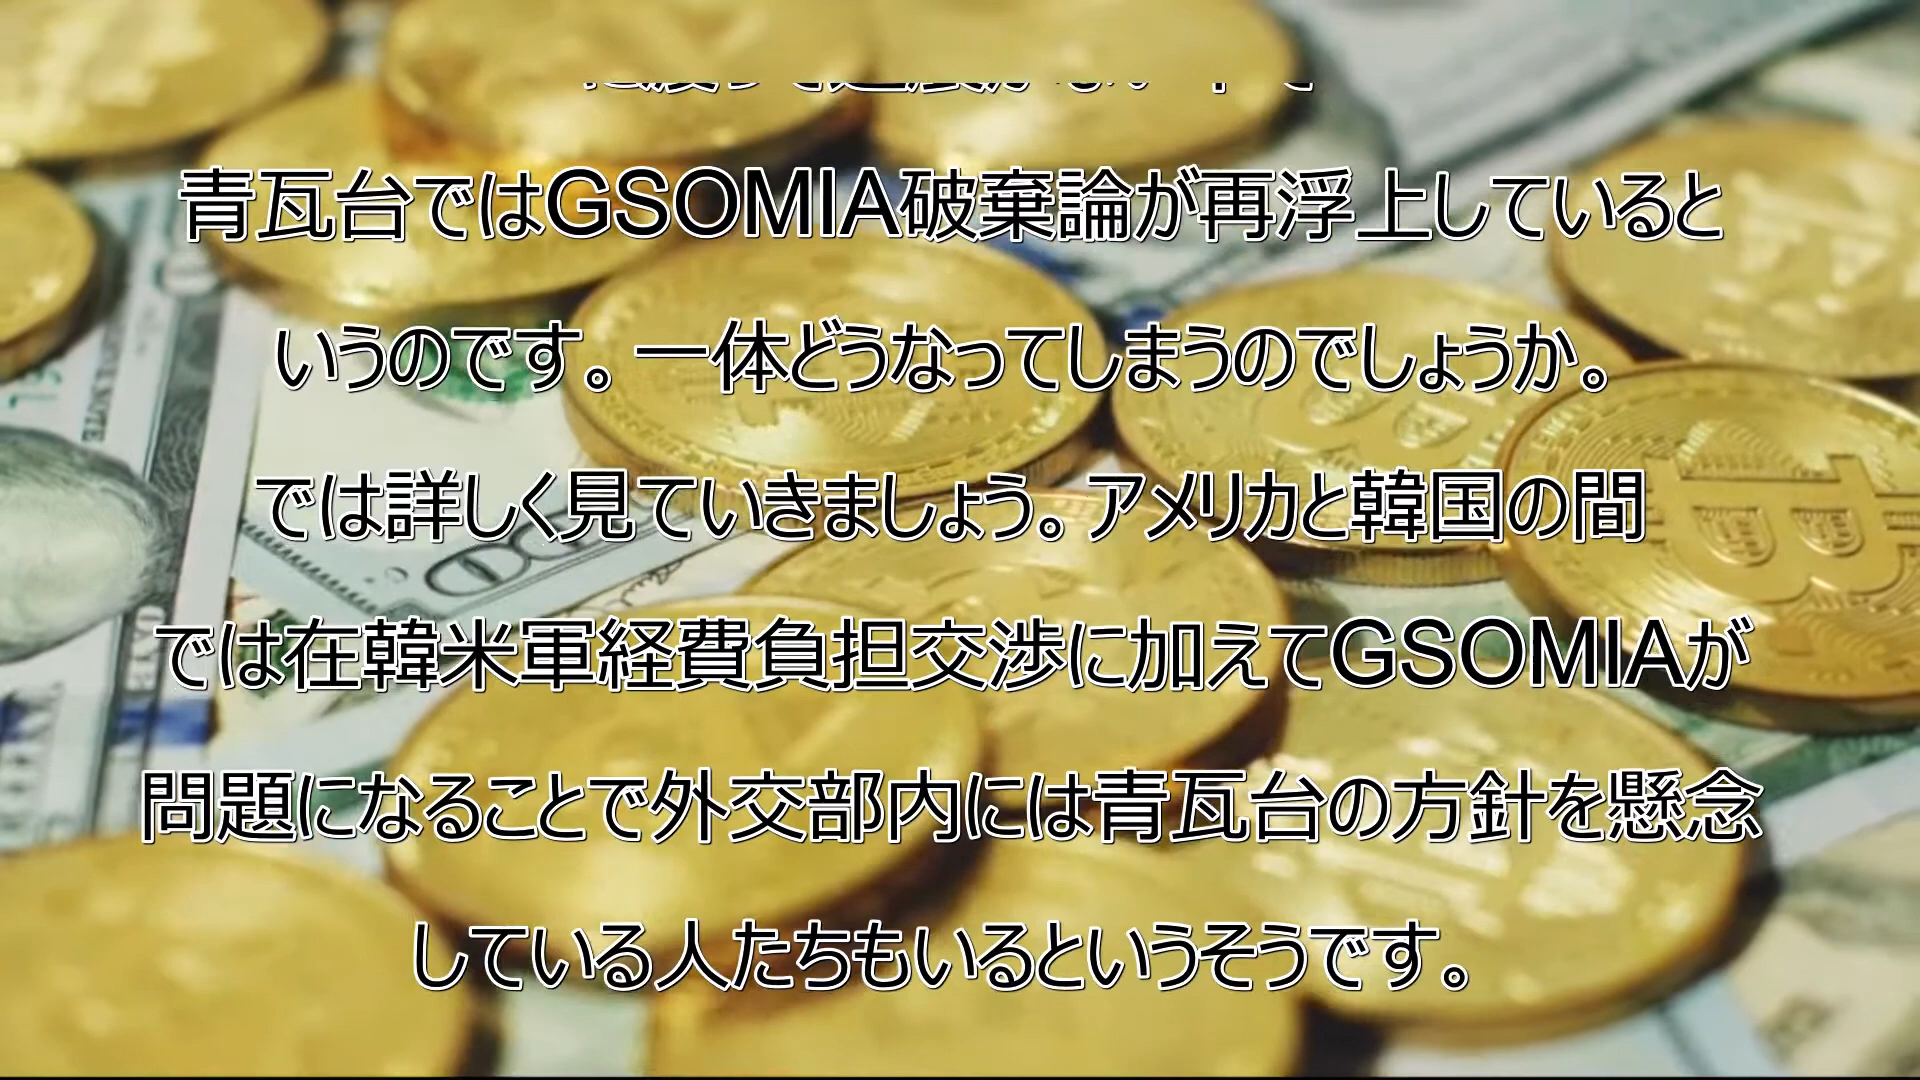 青瓦台ではGSOMIA破棄論が再浮上していると
いうのです。一体どうなってしまうのでしょうか。
では詳しく見ていきましょう。アメリカと韓国の間
では在韓米軍経費負担交渉に加えてGSOMIAが
問題になることで外交部内には青瓦台の方針を懸念
している人たちもいるというそうです。